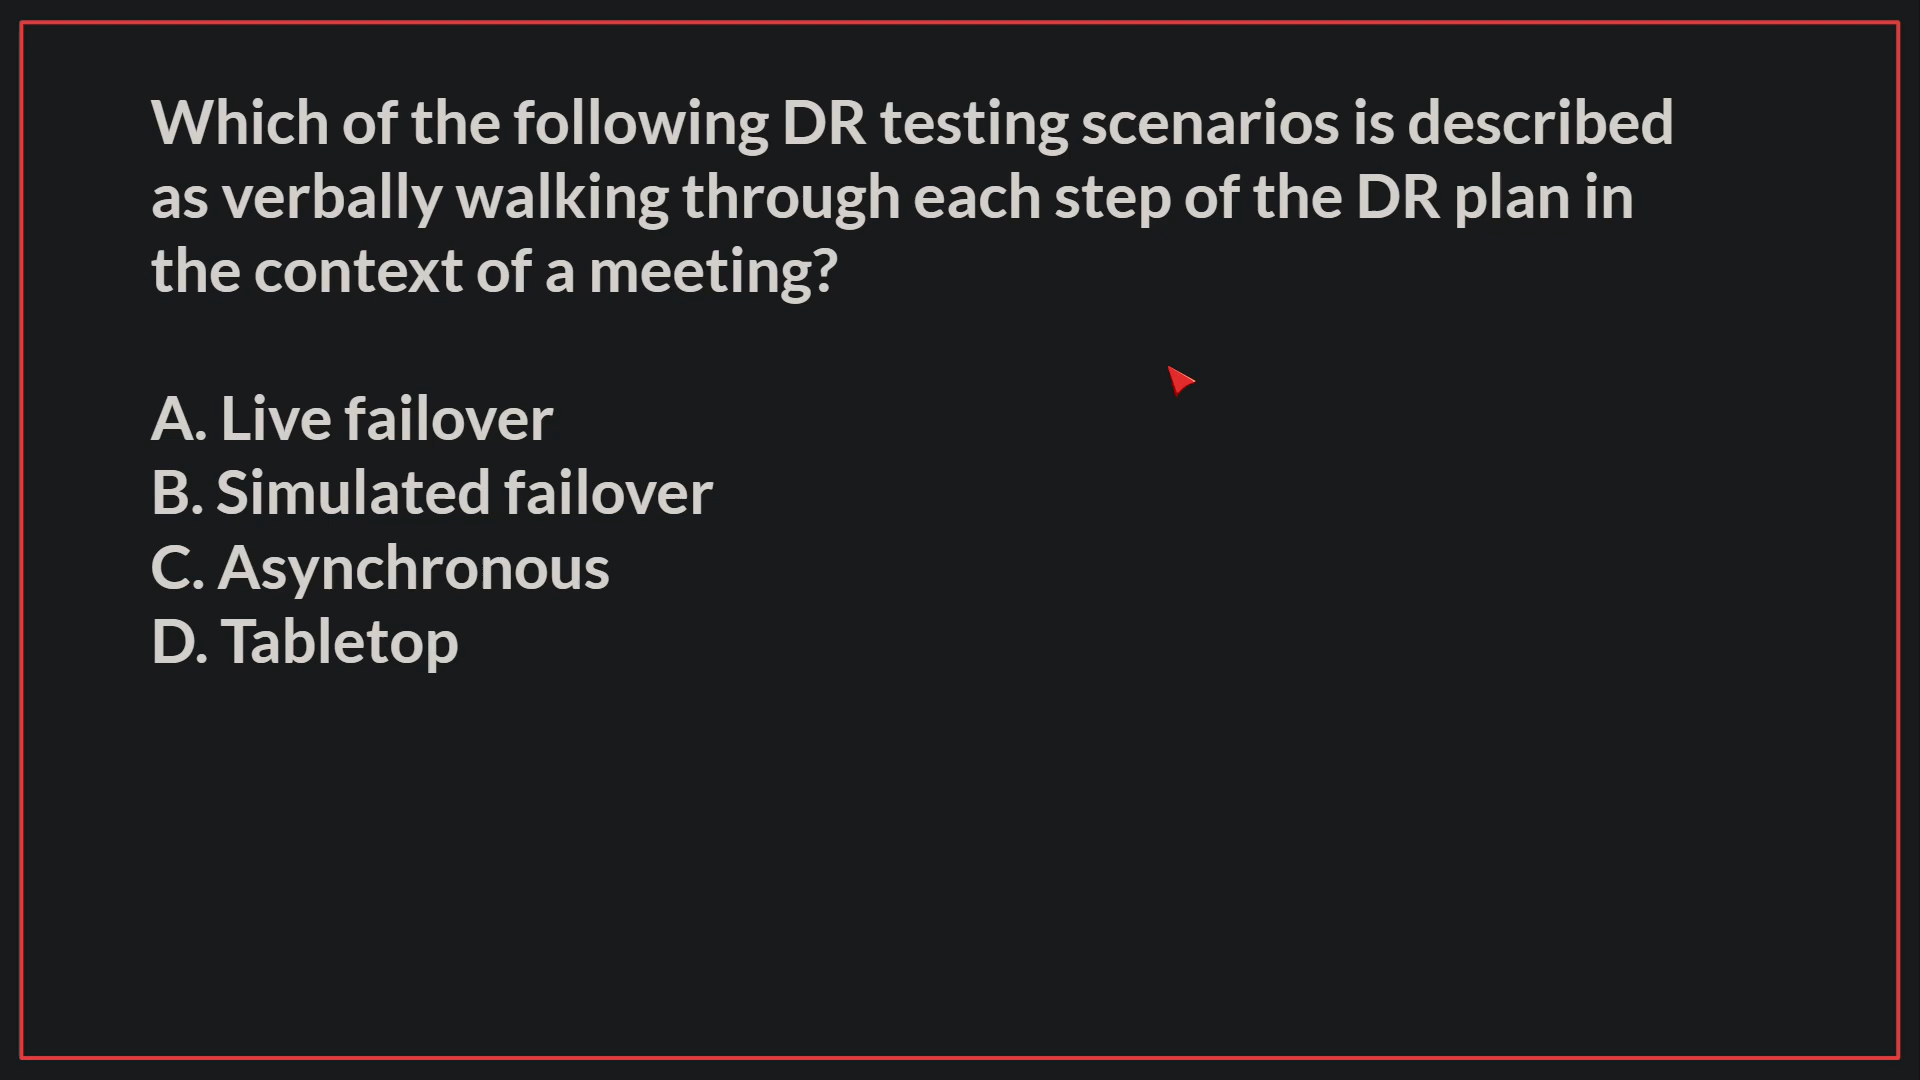 Which of the following DR testing scenarios is described
as verbally walking through each step of the DR plan in
the context of a meeting?
A. Live failover
B. Simulated failover
C. Asynchronous
D. Tabletop